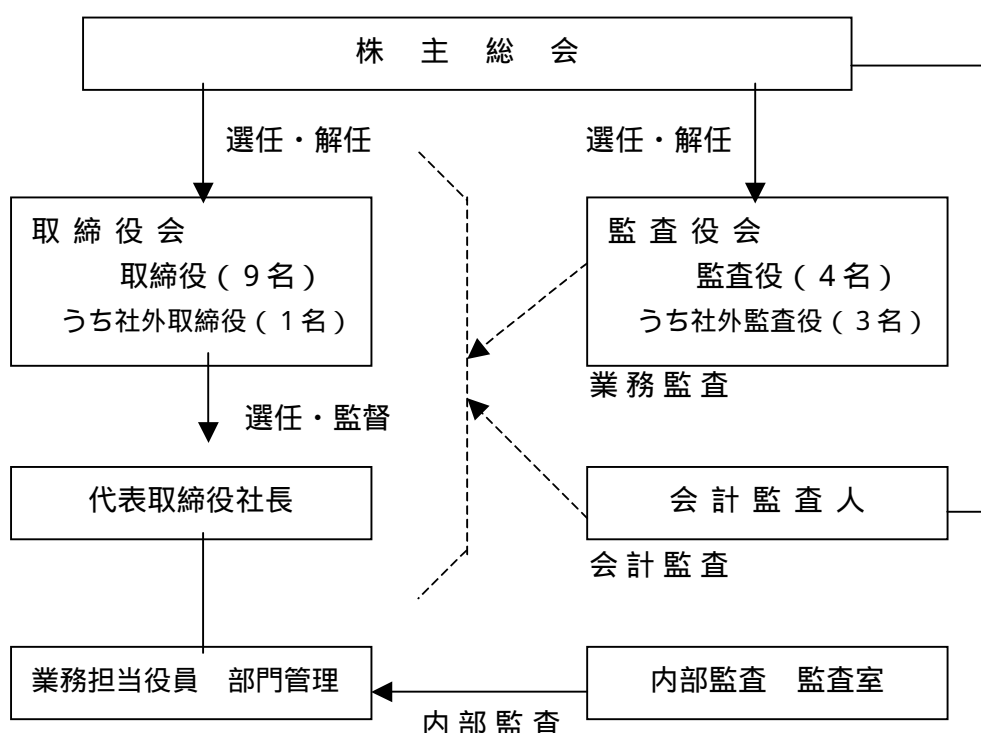 株 主 総 会
選任・解任
選任・解任
取 締 役 会
取締役（９名）
うち社外取締役（１名）
監 査 役 会
監査役（４名）
うち社外監査役（３名）
業 務 監 査
選任・監督
代表取締役社長
会 計 監 査 人
会 計 監 査
業務担当役員　部門管理
内部監査　監査室
内 部 監 査